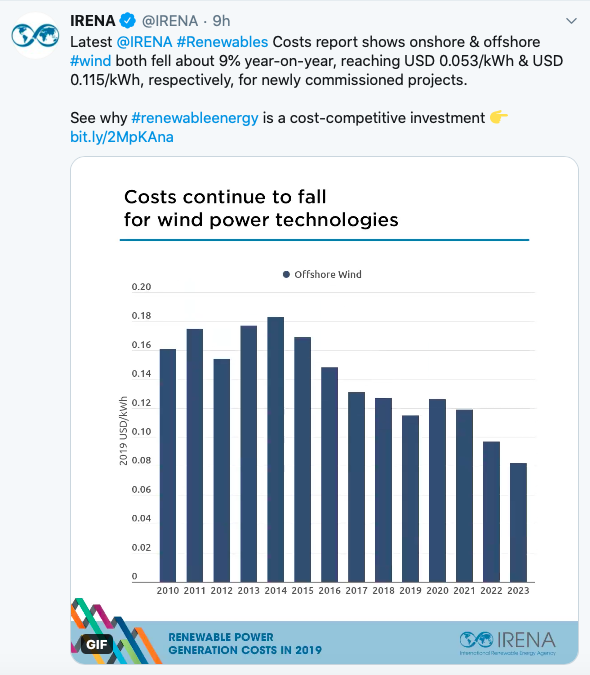 IRENA @IRENA · 9h
Latest @IRENA #Renewables Costs report shows onshore & offshore
#wind both fell about 9% year-on-year, reaching USD 0.053/kWh & USD
0.115/kWh, respectively, for newly commissioned projects.
See why #renewableenergy is a cost-competitive investment 👉
bit.ly/2MpKAna
Costs continue to fall
for wind power technologies
Offshore Wind
2019 USD/kWh
0.20
0.18
0.16
0.14
0.12
0.10
0.08
0.06
0.04
0.02
0
2010 2011 2012 2013 2014 2015 2016 2017 2018 2019 2020 2021 2022 2023
GIF
RENEWABLE POWER
GENERATION COSTS IN 2019
IRENA
International Renewable Energy Agency